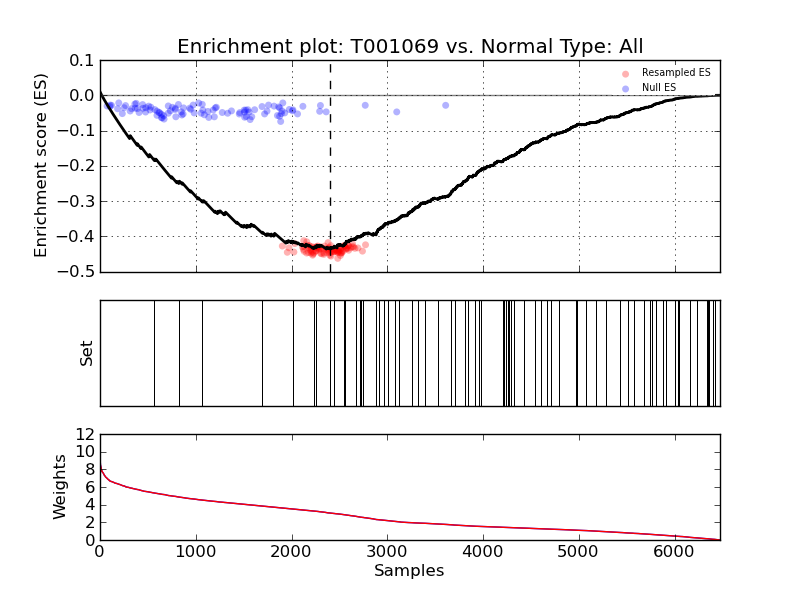 Enrichment plot: T001069 vs. Normal Type: All
Enrichment score (ES)
0.1
0.0
−0.1
−0.2
−0.3
−0.4
−0.5
Resampled ES
Null ES
Set
Weights
12
10
8
6
4
2
0
0 1000 2000 3000 4000 5000 6000
Samples